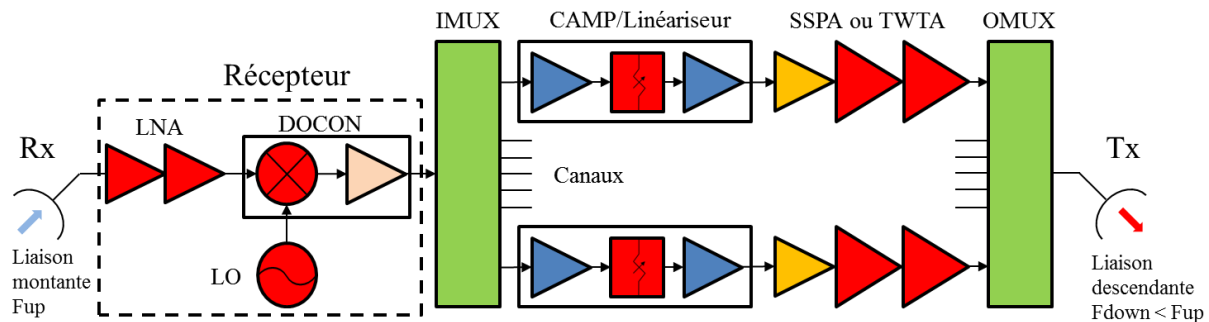 IMUX
CAMP/Linéariseur
SSPA ou TWTA
OMUX
Récepteur
LNA
DOCON
Rx
Tx
Canaux
Liaison
montante
Fup
LO
Liaison
descendante
Fdown < Fup